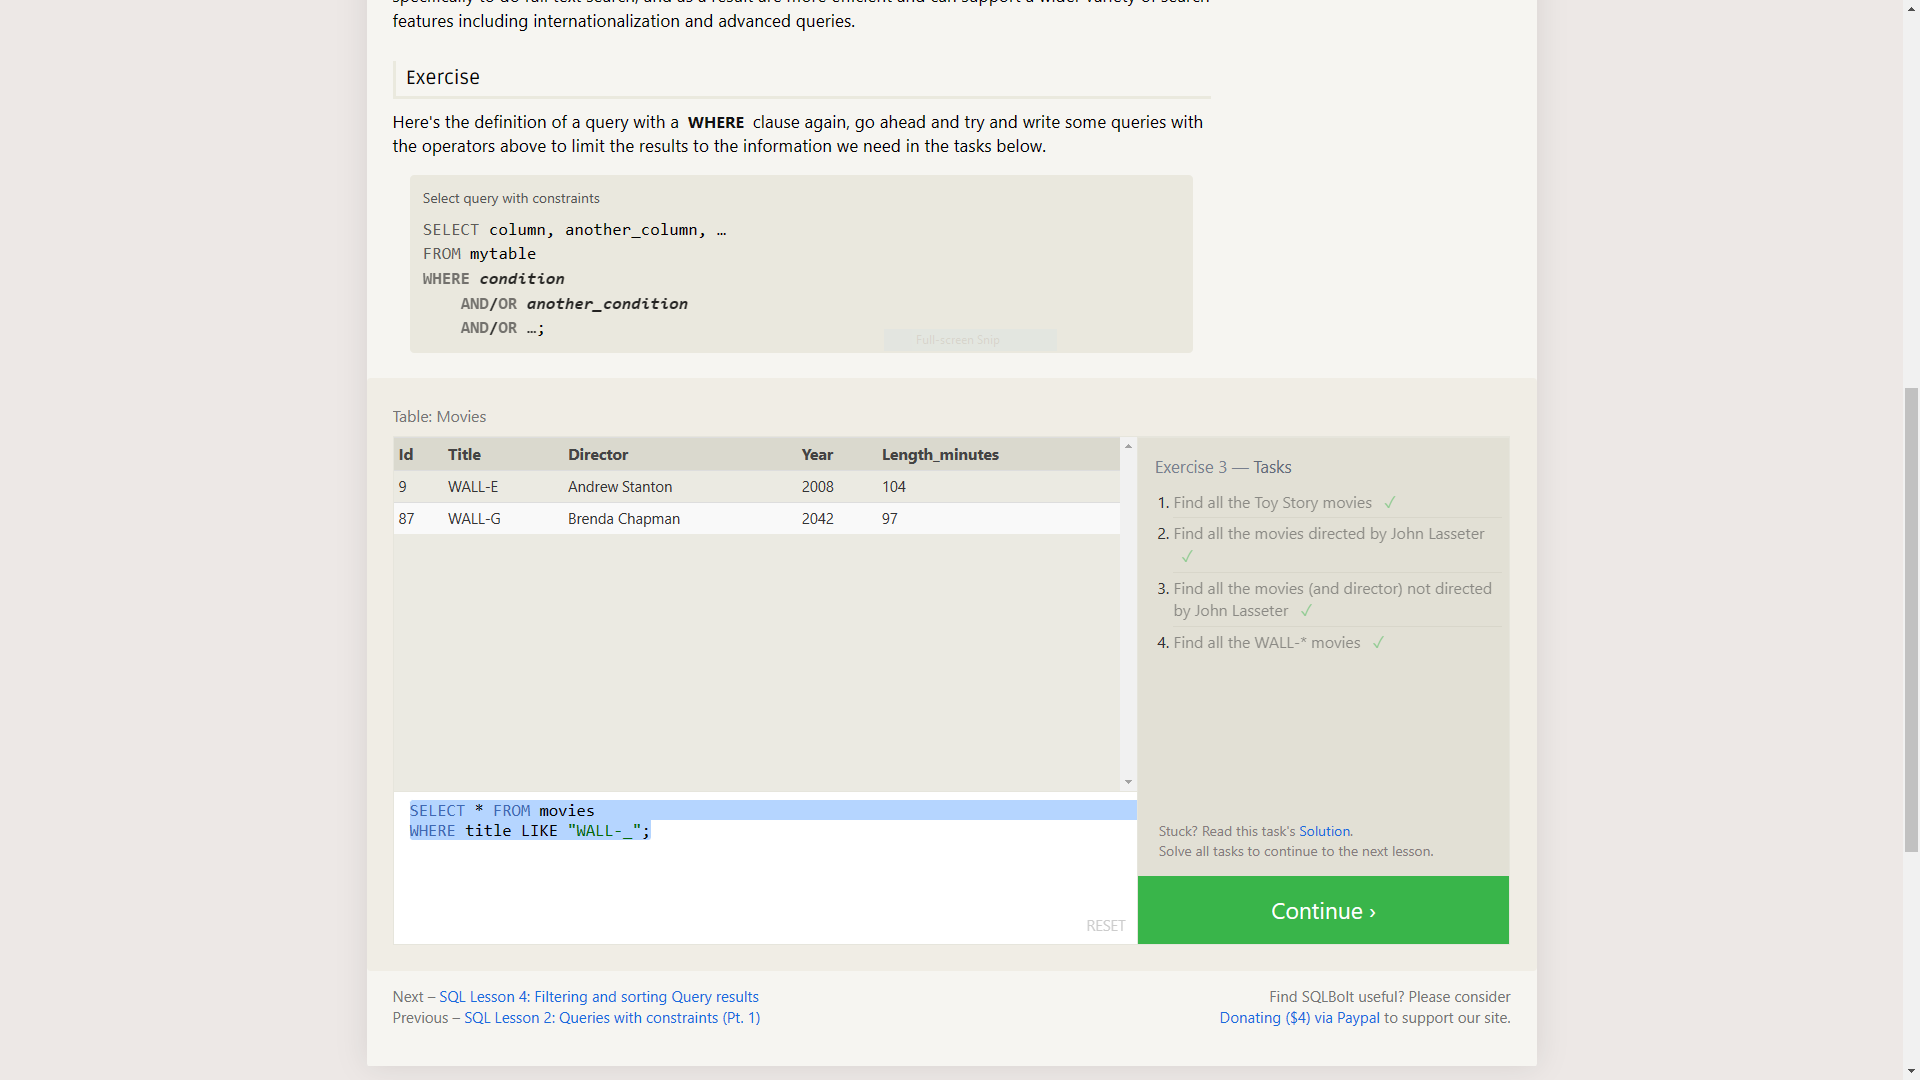 features including internationalization and advanced queries.
Exercise
Here's the definition of a query with a WHERE clause again, go ahead and try and write some queries with
the operators above to limit the results to the information we need in the tasks below.
Select query with constraints
SELECT column, another_column, …
FROM mytable
WHERE condition
AND/OR another_condition
AND/OR …;
Full-screen Snip
Table: Movies
Id Title Director Year Length_minutes
9 WALL-E Andrew Stanton 2008 104
87 WALL-G Brenda Chapman 2042 97
SELECT * FROM movies
WHERE title LIKE "WALL-_";
RESET
Exercise 3 — Tasks
1. Find all the Toy Story movies ✓
2. Find all the movies directed by John Lasseter
✓
3. Find all the movies (and director) not directed
by John Lasseter ✓
4. Find all the WALL-* movies ✓
Stuck? Read this task's Solution.
Solve all tasks to continue to the next lesson.
Continue ›
Next – SQL Lesson 4: Filtering and sorting Query results
Previous – SQL Lesson 2: Queries with constraints (Pt. 1)
Find SQLBolt useful? Please consider
Donating ($4) via Paypal to support our site.